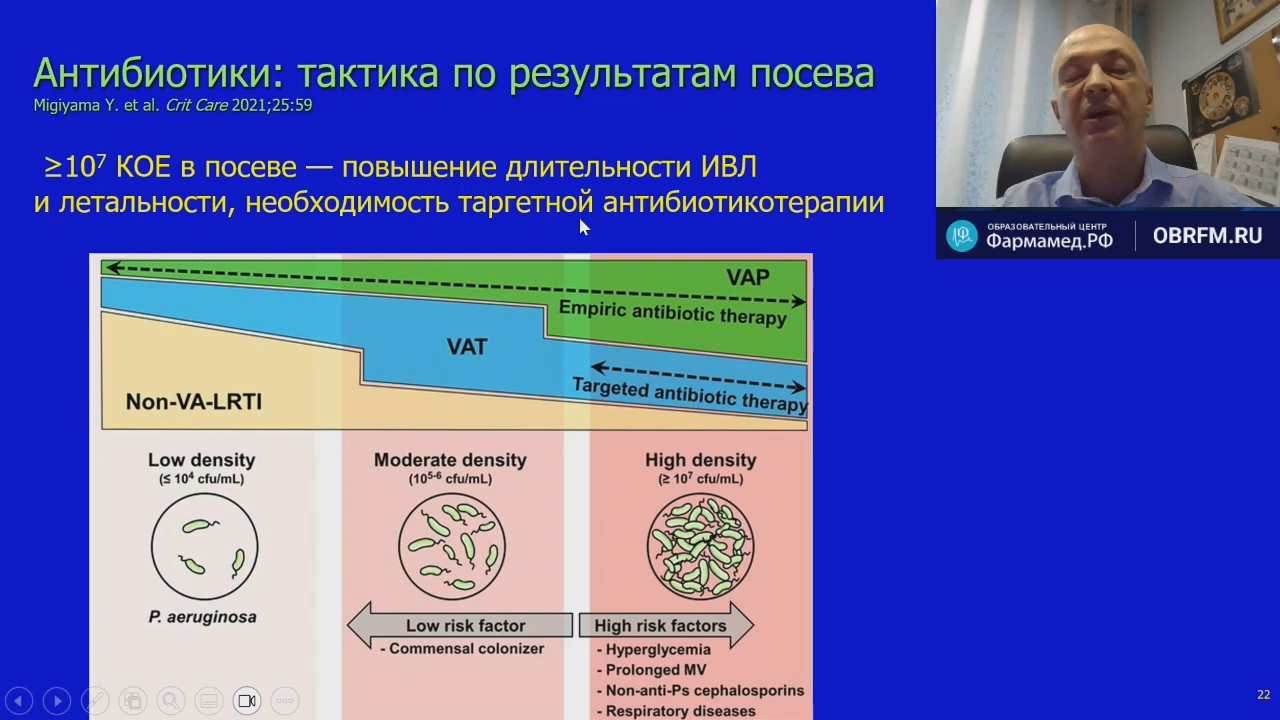 Антибиотики: тактика по результатам посева
Migiyama Y. et al. Crit Care 2021;25:59
≥10⁷ КОЕ в посеве — повышение длительности ИВЛ
и летальности, необходимость таргетной антибиотикотерапии
ОБРАЗОВАТЕЛЬНЫЙ ЦЕНТР
Фармамед.РФ
OBRFM.RU
VAP
Empiric antibiotic therapy
VAT
Targeted antibiotic therapy
Non-VA-LRTI
Low density
(≤ 10⁴ cfu/mL)
Moderate density
(10⁵⁻⁶ cfu/mL)
High density
(≥ 10⁷ cfu/mL)
P. aeruginosa
Low risk factor
- Commensal colonizer
High risk factors
- Hyperglycemia
- Prolonged MV
- Non-anti-Ps cephalosporins
- Respiratory diseases
22